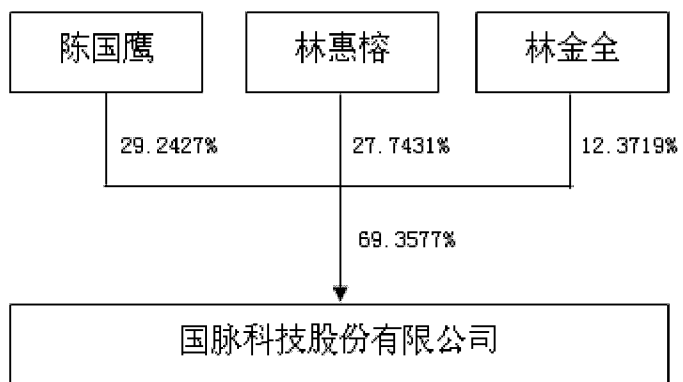 陈国鹰
林惠榕
林金全
29.2427%
27.7431%
12.3719%
69.3577%
国脉科技股份有限公司